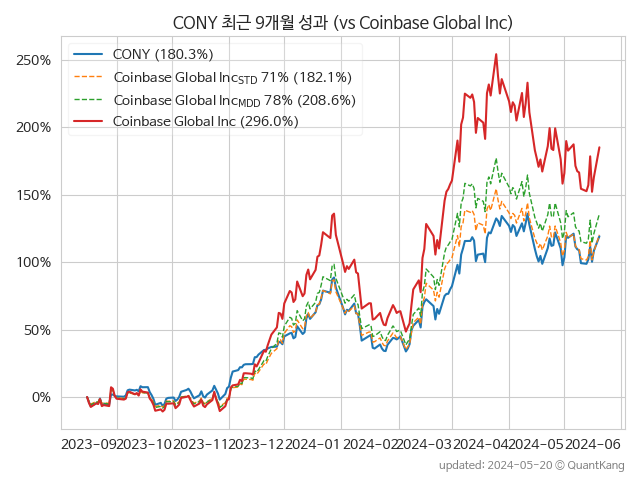 CONY 최근 9개월 성과 (vs Coinbase Global Inc)
CONY (180.3%)
Coinbase Global IncSTD 71% (182.1%)
Coinbase Global IncMDD 78% (208.6%)
Coinbase Global Inc (296.0%)
250%
200%
150%
100%
50%
0%
2023-09 2023-10 2023-11 2023-12 2024-01 2024-02 2024-03 2024-04 2024-05 2024-06
updated: 2024-05-20 © QuantKang